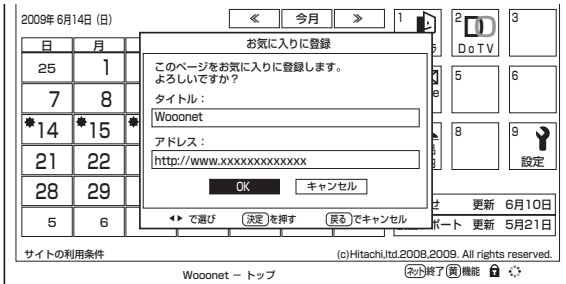 2009年 6月14日（日）
≪ 今月 ≫
1
2
DoTV
3
日 月
お気に入りに登録
25 1
このページをお気に入りに登録します。
よろしいですか？
5
6
7 8
タイトル：
Wooonet
14 15
アドレス：
8
9
設定
21 22
http://www.xxxxxxxxxxxxx
OK キャンセル
28 29
せ 更新 6月10日
5 6
で選び 決定を押す 戻るでキャンセル
ポート 更新 5月21日
サイトの利用条件
(c)Hitachi,ltd.2008,2009. All rights reserved.
Wooonet － トップ
ネット終了 黄機能